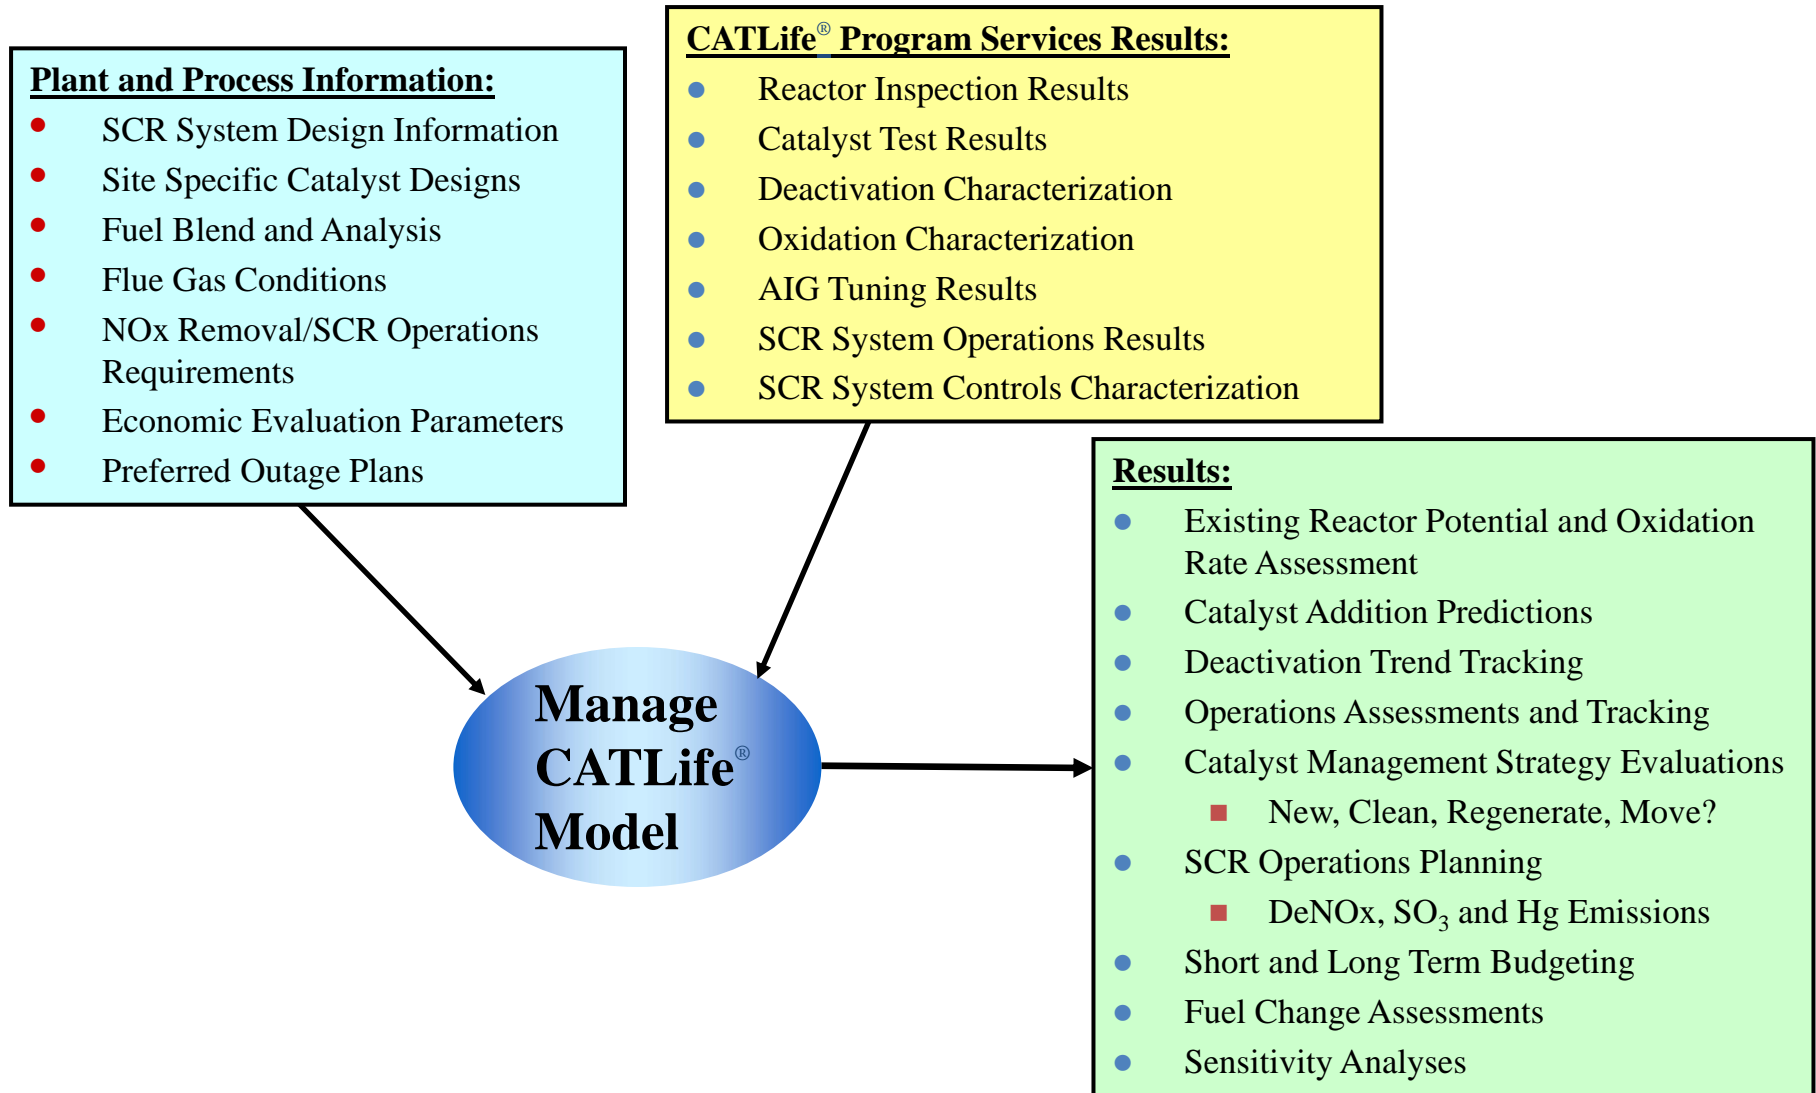 Plant and Process Information:
• SCR System Design Information
• Site Specific Catalyst Designs
• Fuel Blend and Analysis
• Flue Gas Conditions
• NOx Removal/SCR Operations
Requirements
• Economic Evaluation Parameters
• Preferred Outage Plans
CATLife® Program Services Results:
• Reactor Inspection Results
• Catalyst Test Results
• Deactivation Characterization
• Oxidation Characterization
• AIG Tuning Results
• SCR System Operations Results
• SCR System Controls Characterization
Manage
CATLife®
Model
Results:
• Existing Reactor Potential and Oxidation
Rate Assessment
• Catalyst Addition Predictions
• Deactivation Trend Tracking
• Operations Assessments and Tracking
• Catalyst Management Strategy Evaluations
■ New, Clean, Regenerate, Move?
• SCR Operations Planning
■ DeNOx, SO₃ and Hg Emissions
• Short and Long Term Budgeting
• Fuel Change Assessments
• Sensitivity Analyses